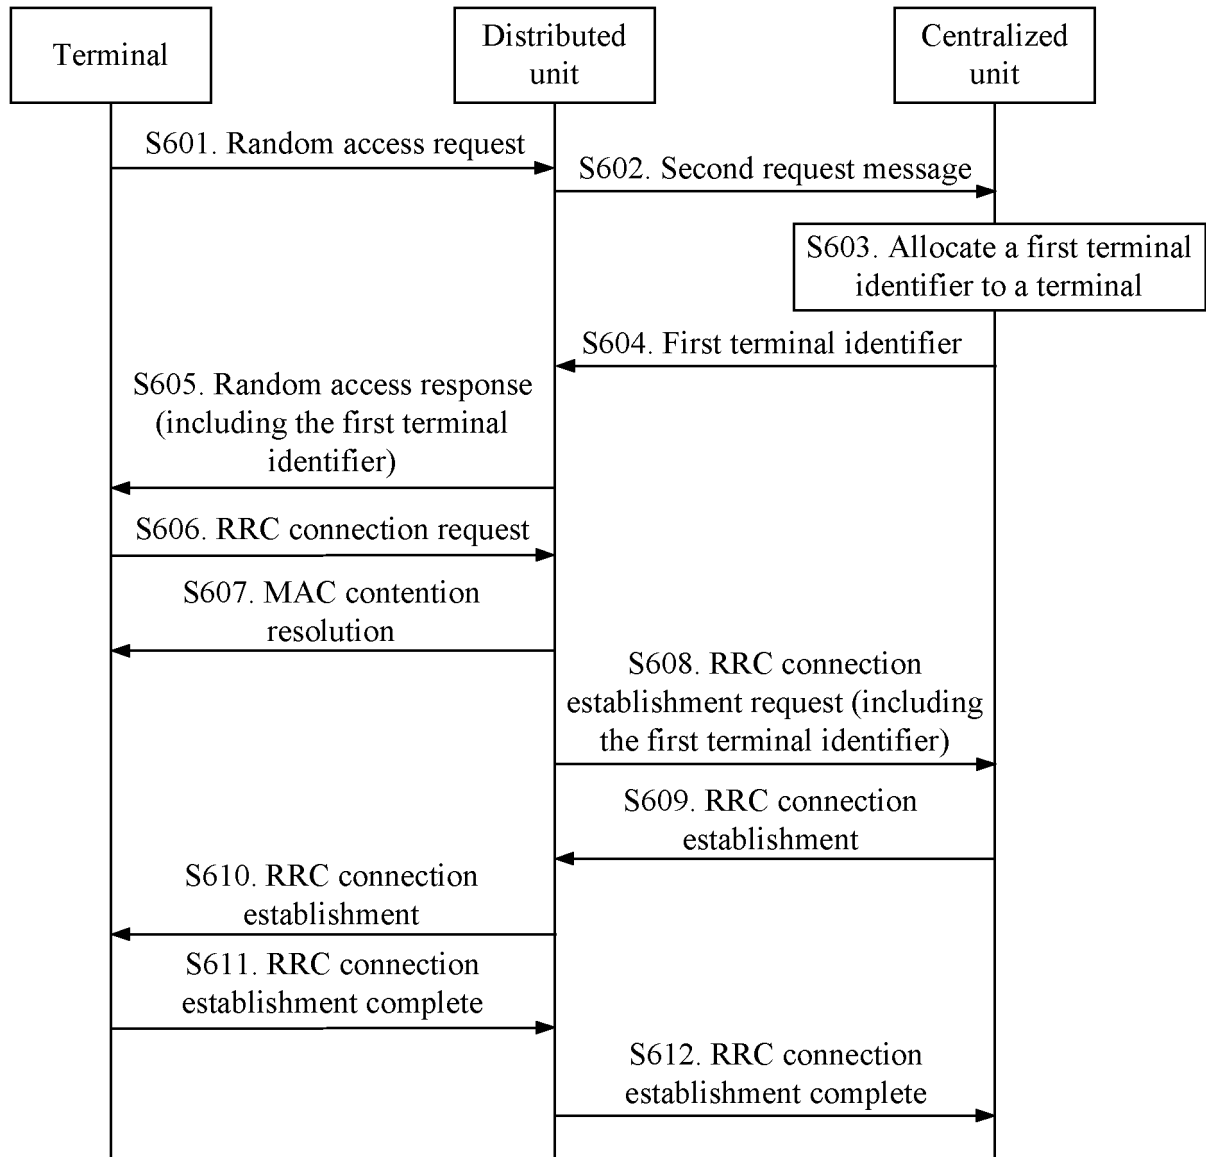 Terminal
Distributed
unit
Centralized
unit
S601. Random access request
S602. Second request message
S603. Allocate a first terminal
identifier to a terminal
S604. First terminal identifier
S605. Random access response
(including the first terminal
identifier)
S606. RRC connection request
S607. MAC contention
resolution
S608. RRC connection
establishment request (including
the first terminal identifier)
S609. RRC connection
establishment
S610. RRC connection
establishment
S611. RRC connection
establishment complete
S612. RRC connection
establishment complete